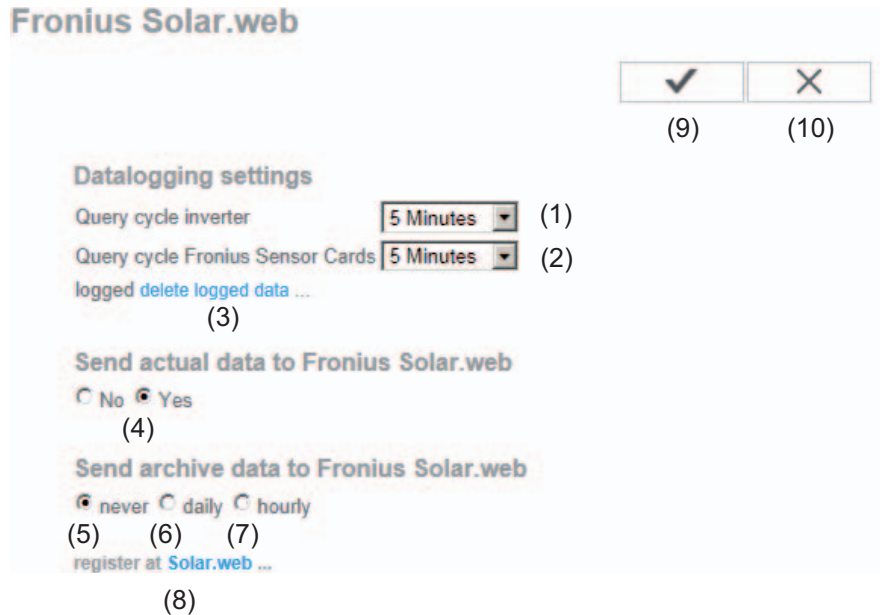 Fronius Solar.web
(9) (10)
Datalogging settings
Query cycle inverter 5 Minutes (1)
Query cycle Fronius Sensor Cards 5 Minutes (2)
logged delete logged data ...
(3)
Send actual data to Fronius Solar.web
No Yes
(4)
Send archive data to Fronius Solar.web
never daily hourly
(5) (6) (7)
register at Solar.web ...
(8)